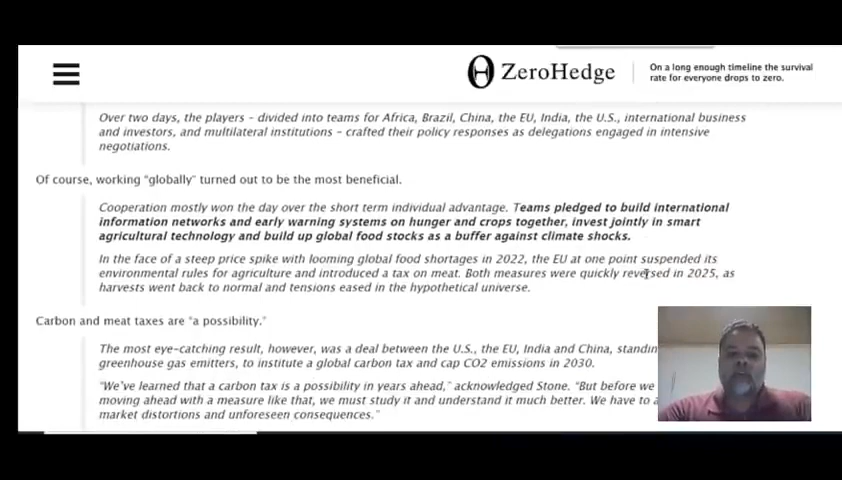 ZeroHedge
On a long enough timeline the survival
rate for everyone drops to zero.
Over two days, the players – divided into teams for Africa, Brazil, China, the EU, India, the U.S., international business
and investors, and multilateral institutions – crafted their policy responses as delegations engaged in intensive
negotiations.
Of course, working “globally” turned out to be the most beneficial.
Cooperation mostly won the day over the short term individual advantage. Teams pledged to build international
information networks and early warning systems on hunger and crops together, invest jointly in smart
agricultural technology and build up global food stocks as a buffer against climate shocks.
In the face of a steep price spike with looming global food shortages in 2022, the EU at one point suspended its
environmental rules for agriculture and introduced a tax on meat. Both measures were quickly reversed in 2025, as
harvests went back to normal and tensions eased in the hypothetical universe.
Carbon and meat taxes are “a possibility.”
The most eye-catching result, however, was a deal between the U.S., the EU, India and China, standin
greenhouse gas emitters, to institute a global carbon tax and cap CO2 emissions in 2030.
“We’ve learned that a carbon tax is a possibility in years ahead,” acknowledged Stone. “But before we
moving ahead with a measure like that, we must study it and understand it much better. We have to a
market distortions and unforeseen consequences.”